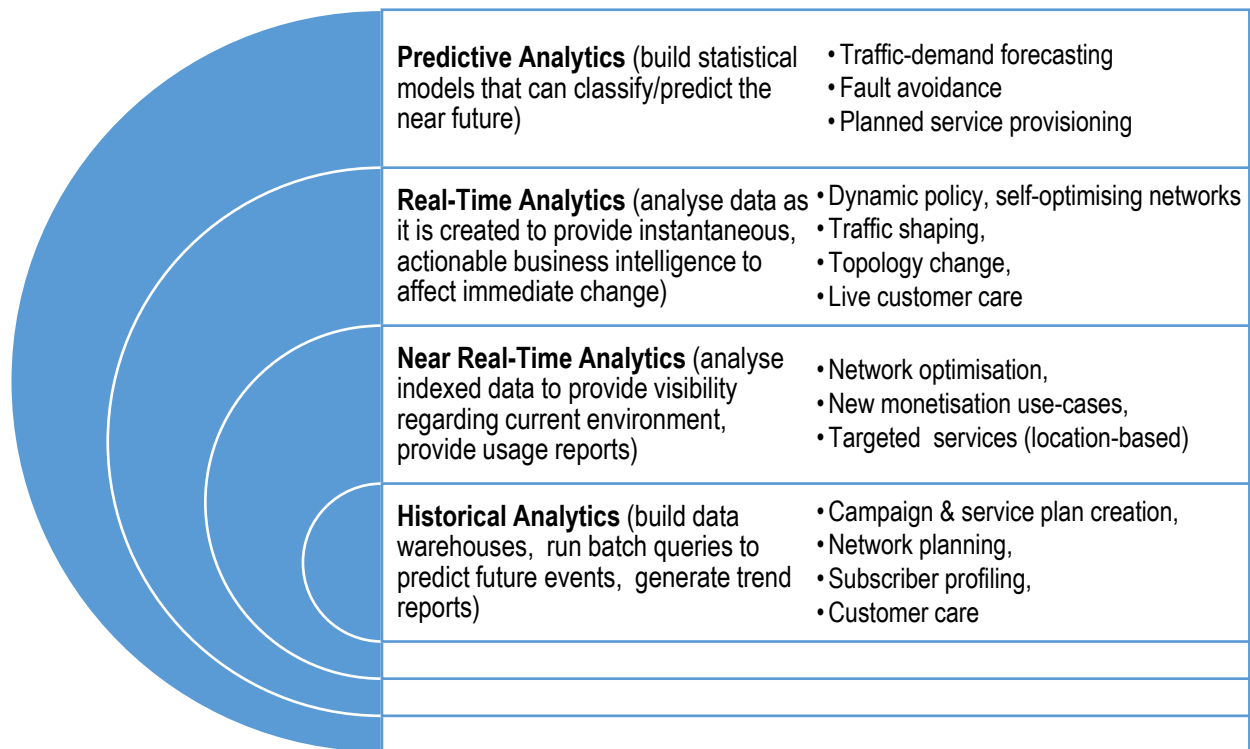 Predictive Analytics (build statistical
models that can classify/predict the
near future)
• Traffic-demand forecasting
• Fault avoidance
• Planned service provisioning
Real-Time Analytics (analyse data as
it is created to provide instantaneous,
actionable business intelligence to
affect immediate change)
• Dynamic policy, self-optimising networks
• Traffic shaping,
• Topology change,
• Live customer care
Near Real-Time Analytics (analyse
indexed data to provide visibility
regarding current environment,
provide usage reports)
• Network optimisation,
• New monetisation use-cases,
• Targeted  services (location-based)
Historical Analytics (build data
warehouses,  run batch queries to
predict future events,  generate trend
reports)
• Campaign & service plan creation,
• Network planning,
• Subscriber profiling,
• Customer care